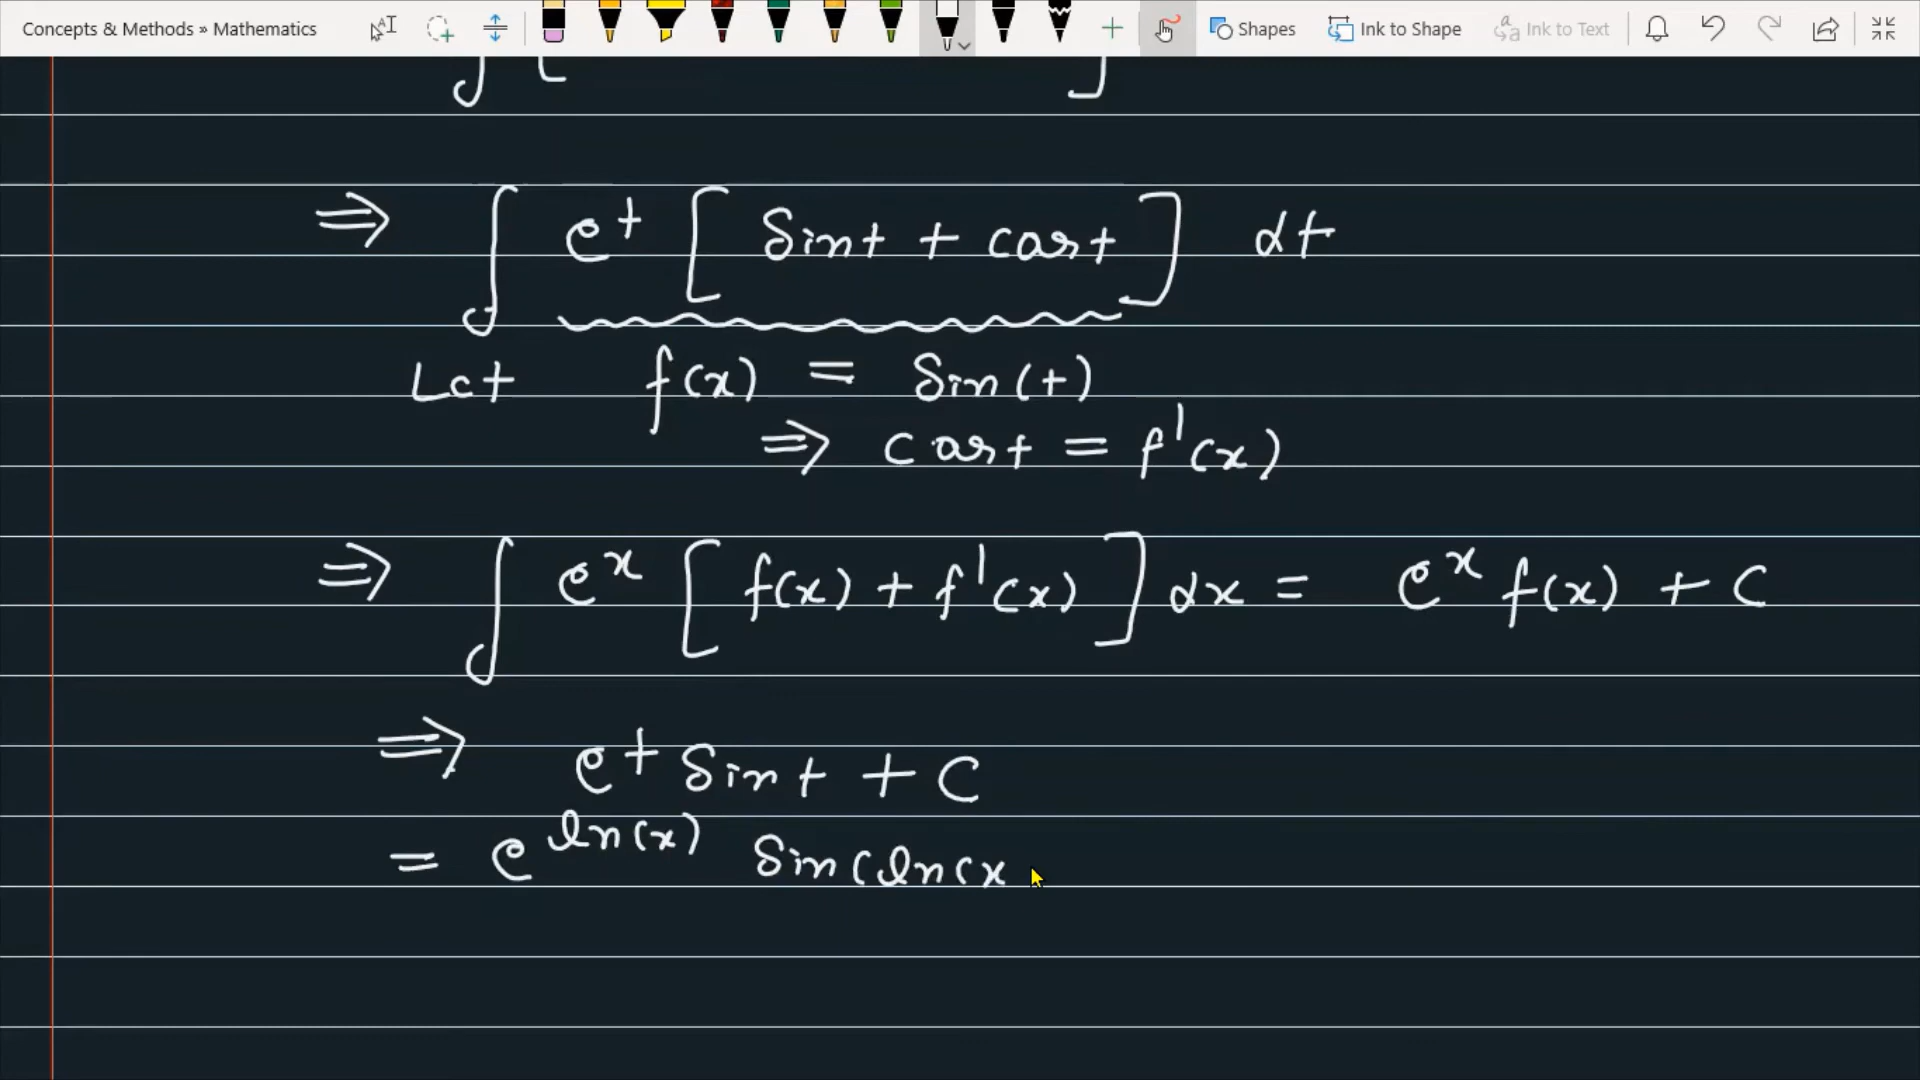 Concepts & Methods » Mathematics Shapes Ink to Shape Ink to Text
∫ [ ]
⇒ ∫ e^t [ Sint + cost ] dt
Let f(x) = Sin(t)
⇒ cost = f'(x)
⇒ ∫ e^x [ f(x) + f'(x) ] dx = e^x f(x) + C
⇒ e^t Sint + C
= e^ln(x) Sin(ln(x